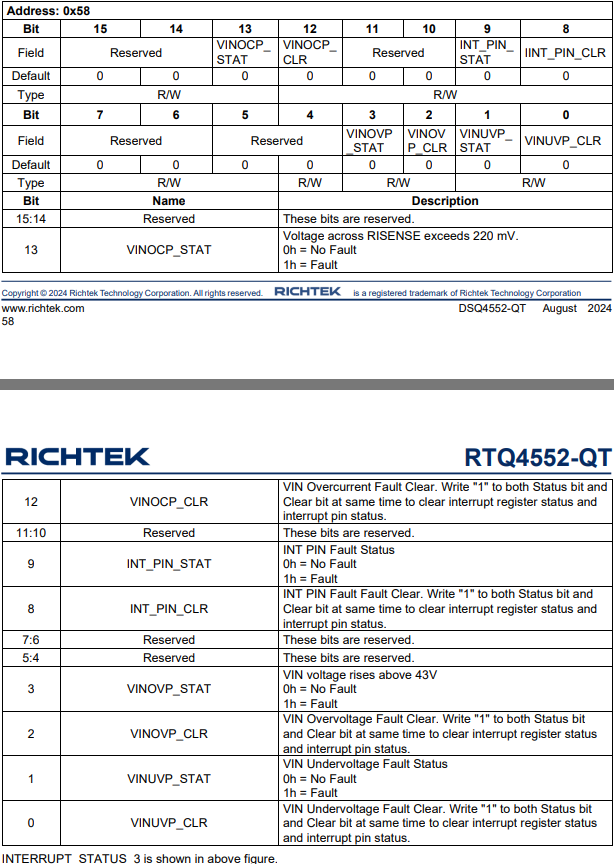 Address: 0x58
Bit 15 14 13 12 11 10 9 8
Field Reserved VINOCP_ STAT VINOCP_ CLR Reserved INT_PIN_ STAT IINT_PIN_CLR
Default 0 0 0 0 0 0 0 0
Type R/W R/W
Bit 7 6 5 4 3 2 1 0
Field Reserved Reserved VINOVP _STAT VINOV P_CLR VINUVP_ STAT VINUVP_CLR
Default 0 0 0 0 0 0 0 0
Type R/W R/W R/W R/W
Bit Name Description
15:14 Reserved These bits are reserved.
13 VINOCP_STAT Voltage across RISENSE exceeds 220 mV.
0h = No Fault
1h = Fault
Copyright © 2024 Richtek Technology Corporation. All rights reserved. RICHTEK is a registered trademark of Richtek Technology Corporation
www.richtek.com DSQ4552-QT August 2024
58
RICHTEK RTQ4552-QT
12 VINOCP_CLR VIN Overcurrent Fault Clear. Write "1" to both Status bit and
Clear bit at same time to clear interrupt register status and
interrupt pin status.
11:10 Reserved These bits are reserved.
9 INT_PIN_STAT INT PIN Fault Status
0h = No Fault
1h = Fault
8 INT_PIN_CLR INT PIN Fault Fault Clear. Write "1" to both Status bit and
Clear bit at same time to clear interrupt register status and
interrupt pin status.
7:6 Reserved These bits are reserved.
5:4 Reserved These bits are reserved.
3 VINOVP_STAT VIN voltage rises above 43V
0h = No Fault
1h = Fault
2 VINOVP_CLR VIN Overvoltage Fault Clear. Write "1" to both Status bit
and Clear bit at same time to clear interrupt register status
and interrupt pin status.
1 VINUVP_STAT VIN Undervoltage Fault Status
0h = No Fault
1h = Fault
0 VINUVP_CLR VIN Undervoltage Fault Clear. Write "1" to both Status bit
and Clear bit at same time to clear interrupt register status
and interrupt pin status.
INTERRUPT_STATUS_3 is shown in above figure.